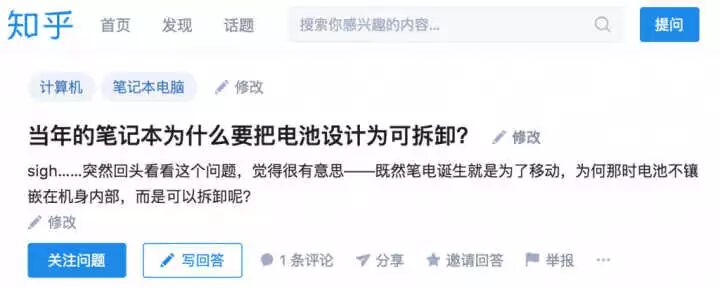 知乎 首页 发现 话题 搜索你感兴趣的内容... 提问
计算机 笔记本电脑 修改
当年的笔记本为什么要把电池设计为可拆卸? 修改
sigh……突然回头看看这个问题，觉得很有意思——既然笔电诞生就是为了移动，为何那时电池不镶
嵌在机身内部，而是可以拆卸呢?
修改
关注问题 写回答 1 条评论 分享 邀请回答 举报 ...